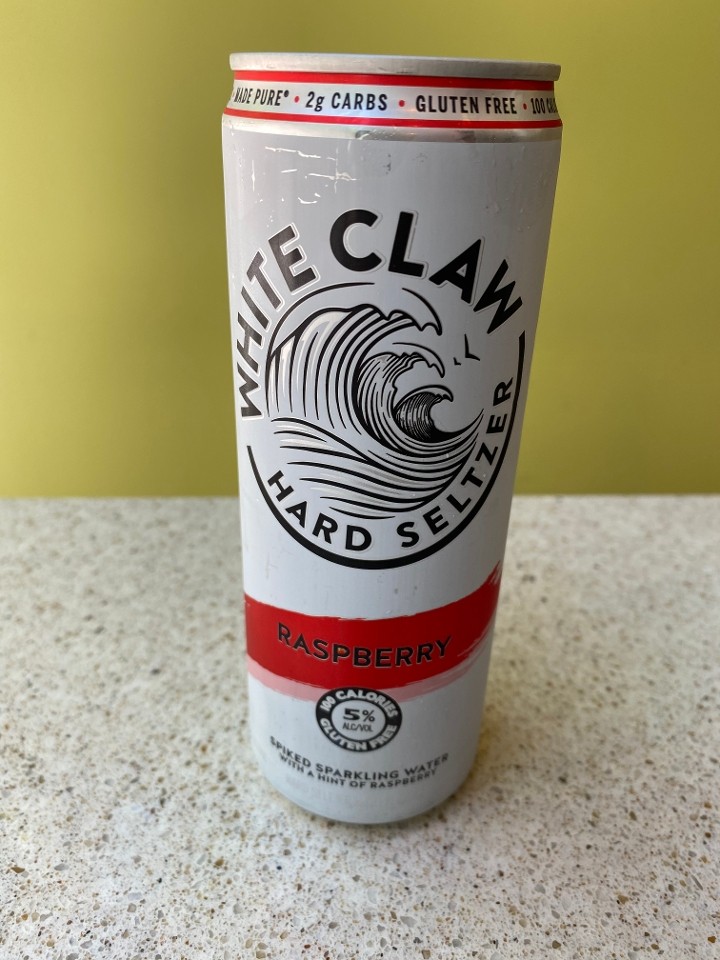 MADE PURE® • 2g CARBS • GLUTEN FREE • 100
WHITE CLAW
HARD SELTZER
RASPBERRY
100 CALORIES
5%
ALC/VOL
GLUTEN FREE
SPIKED SPARKLING WATER
WITH A HINT OF RASPBERRY